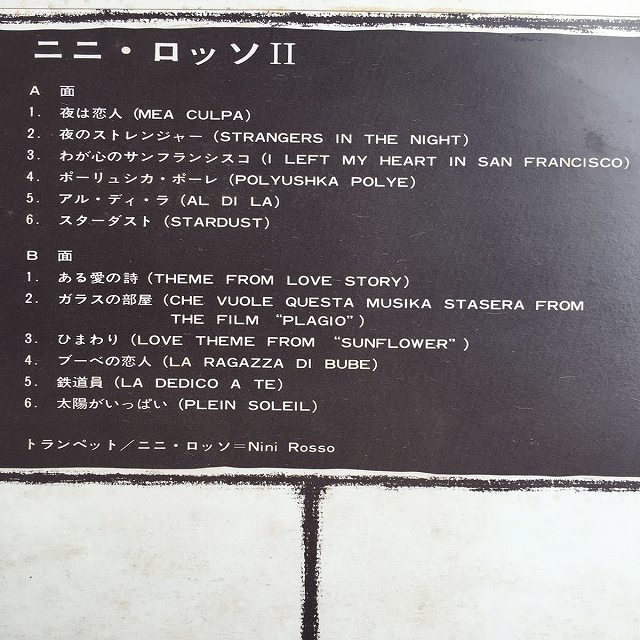 ニニ・ロッソII
A 面
1. 夜は恋人 (MEA CULPA)
2. 夜のストレンジャー (STRANGERS IN THE NIGHT)
3. わが心のサンフランシスコ (I LEFT MY HEART IN SAN FRANCISCO)
4. ポーリュシカ・ポーレ (POLYUSHKA POLYE)
5. アル・ディ・ラ (AL DI LA)
6. スターダスト (STARDUST)
B 面
1. ある愛の詩 (THEME FROM LOVE STORY)
2. ガラスの部屋 (CHE VUOLE QUESTA MUSIKA STASERA FROM
THE FILM “PLAGIO”)
3. ひまわり (LOVE THEME FROM “SUNFLOWER”)
4. ブーベの恋人 (LA RAGAZZA DI BUBE)
5. 鉄道員 (LA DEDICO A TE)
6. 太陽がいっぱい (PLEIN SOLEIL)
トランペット／ニニ・ロッソ＝Nini Rosso